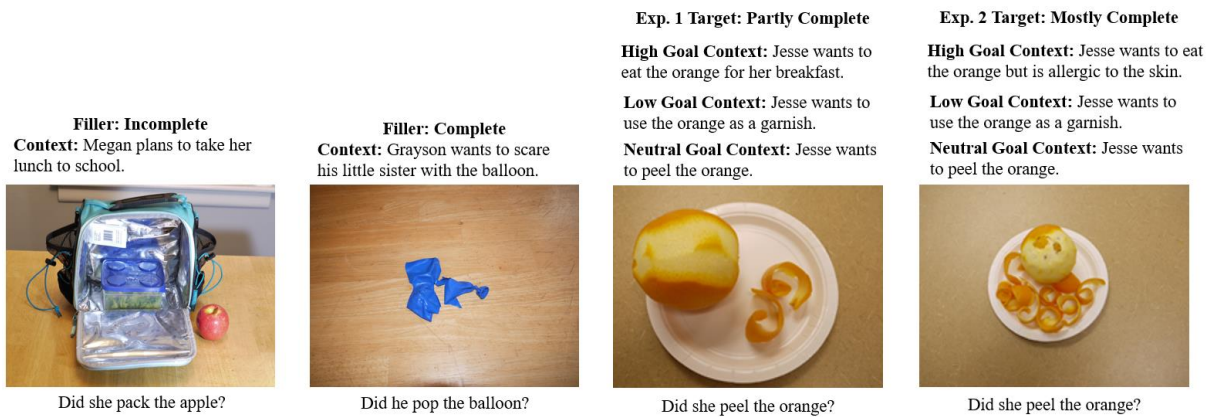 Filler: Incomplete
Context: Megan plans to take her
lunch to school.
Did she pack the apple?
Filler: Complete
Context: Grayson wants to scare
his little sister with the balloon.
Did he pop the balloon?
Exp. 1 Target: Partly Complete
High Goal Context: Jesse wants to
eat the orange for her breakfast.
Low Goal Context: Jesse wants to
use the orange as a garnish.
Neutral Goal Context: Jesse wants
to peel the orange.
Did she peel the orange?
Exp. 2 Target: Mostly Complete
High Goal Context: Jesse wants to eat
the orange but is allergic to the skin.
Low Goal Context: Jesse wants to
use the orange as a garnish.
Neutral Goal Context: Jesse wants
to peel the orange.
Did she peel the orange?